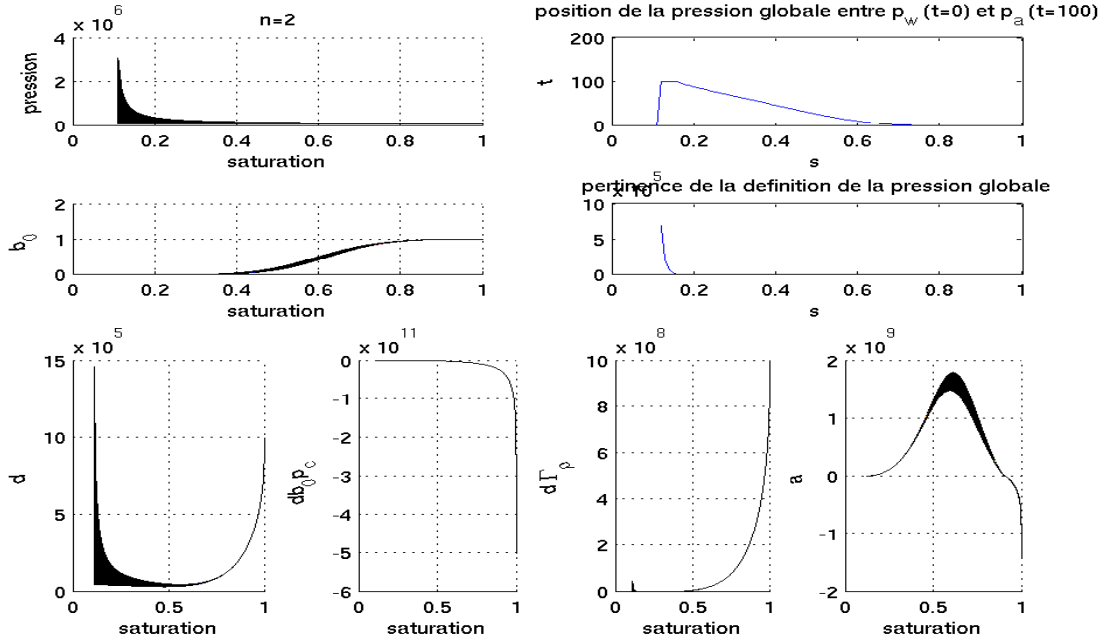 × 10^6
n=2
position de la pression globale entre p_w (t=0) et p_a (t=100)
pression
4
2
0
0 0.2 0.4 0.6 0.8 1
saturation
t
200
100
0
0 0.2 0.4 0.6 0.8 1
s
b_0
2
1
0
0 0.2 0.4 0.6 0.8 1
saturation
× 10^5
pertinence de la definition de la pression globale
10
5
0
0 0.2 0.4 0.6 0.8 1
s
× 10^5
d
15
10
5
0
0 0.5 1
saturation
× 10^11
db_0p_c
0
-1
-2
-3
-4
-5
-6
0 0.5 1
saturation
× 10^8
dΓ_ρ
10
8
6
4
2
0
0 0.5 1
saturation
× 10^9
a
2
1
0
-1
-2
0 0.5 1
saturation